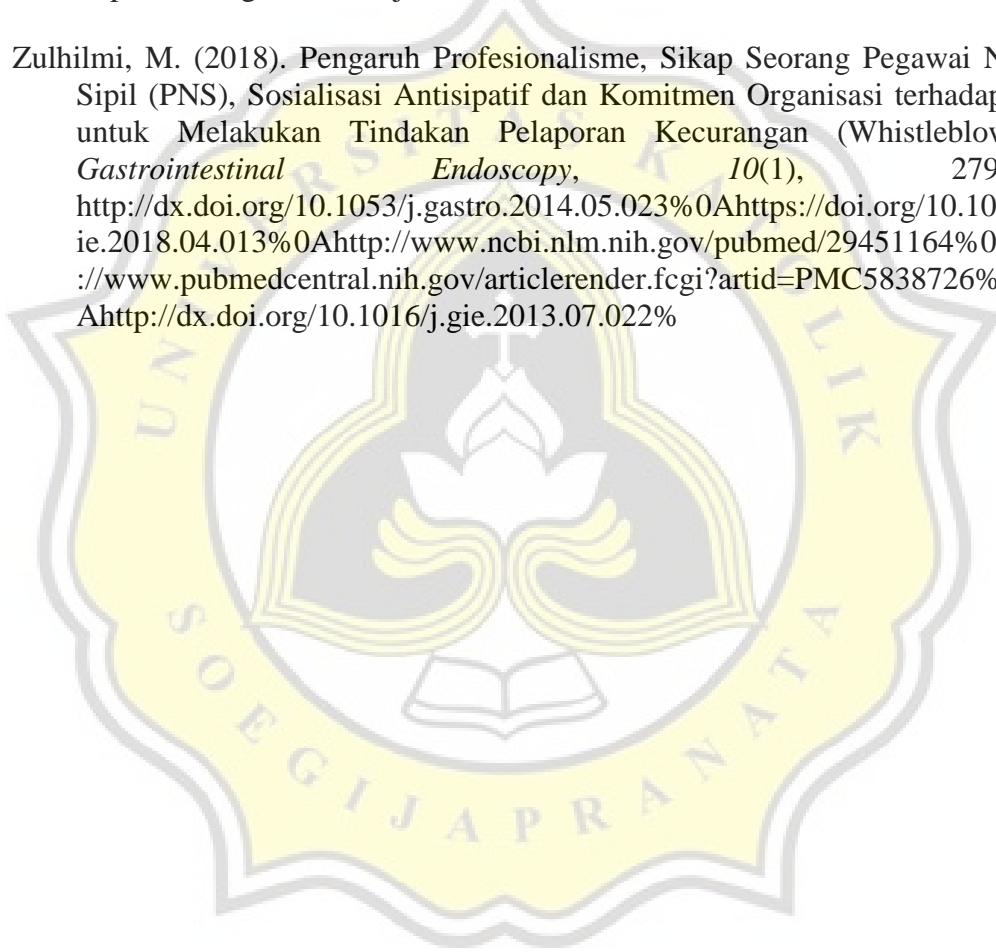 Zulhilmi, M. (2018). Pengaruh Profesionalisme, Sikap Seorang Pegawai N
Sipil (PNS), Sosialisasi Antisipatif dan Komitmen Organisasi terhadap
untuk Melakukan Tindakan Pelaporan Kecurangan (Whistleblow
Gastrointestinal Endoscopy, 10(1), 279
http://dx.doi.org/10.1053/j.gastro.2014.05.023%0Ahttps://doi.org/10.10
ie.2018.04.013%0Ahttp://www.ncbi.nlm.nih.gov/pubmed/29451164%0
://www.pubmedcentral.nih.gov/articlerender.fcgi?artid=PMC5838726%
Ahttp://dx.doi.org/10.1016/j.gie.2013.07.022%
UNIVERSITAS KATOLIK
SOEGIJAPRANATA